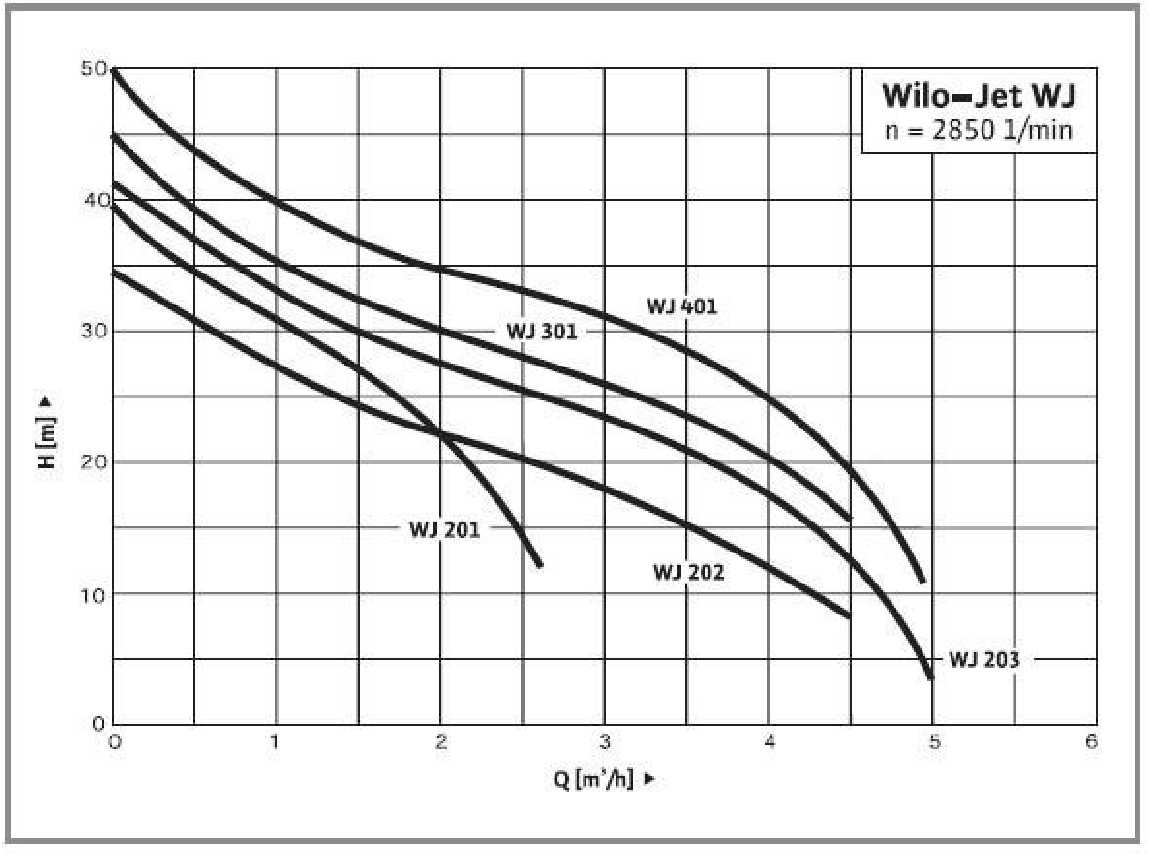 Wilo-Jet WJ
n = 2850 1/min
50
40
30
20
10
0
H [m] ►
WJ 401
WJ 301
WJ 201
WJ 202
WJ 203
0 1 2 3 4 5 6
Q [m³/h] ►